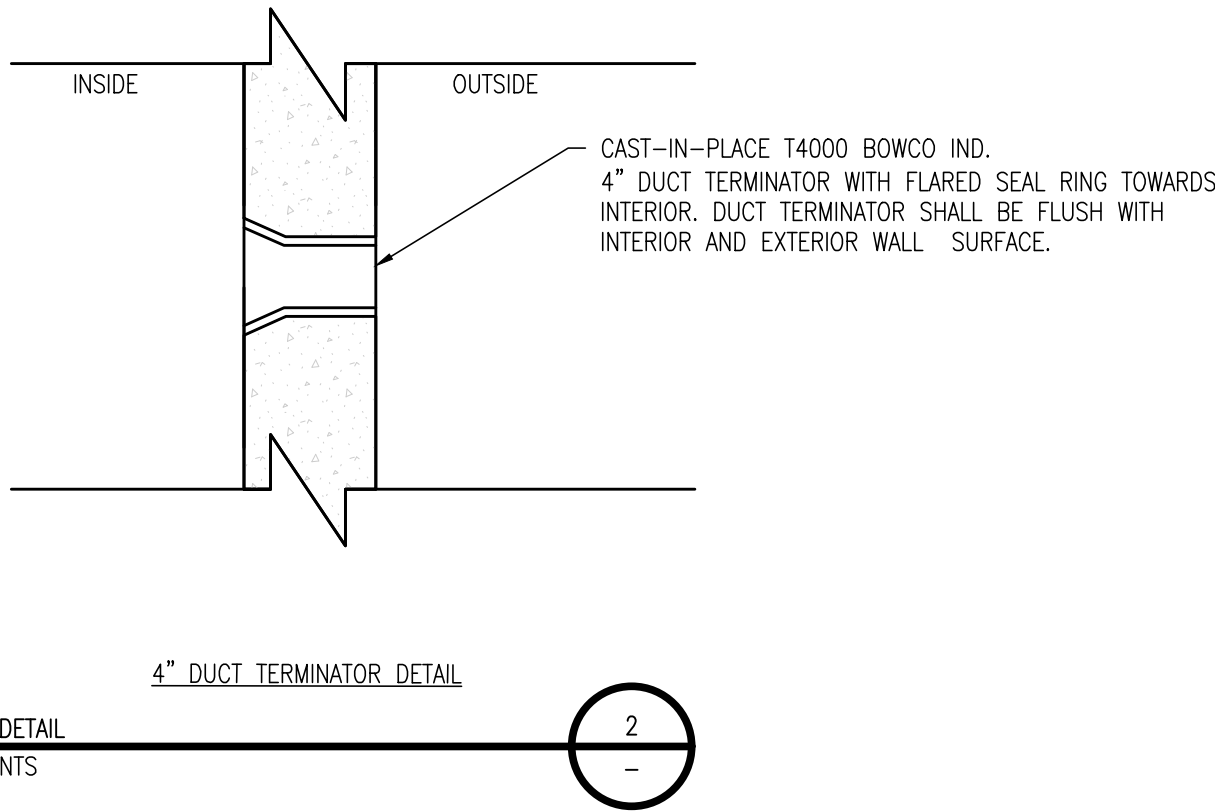 INSIDE
OUTSIDE
CAST-IN-PLACE T4000 BOWCO IND.
4" DUCT TERMINATOR WITH FLARED SEAL RING TOWARDS
INTERIOR. DUCT TERMINATOR SHALL BE FLUSH WITH
INTERIOR AND EXTERIOR WALL SURFACE.
4" DUCT TERMINATOR DETAIL
DETAIL
2
NTS
-